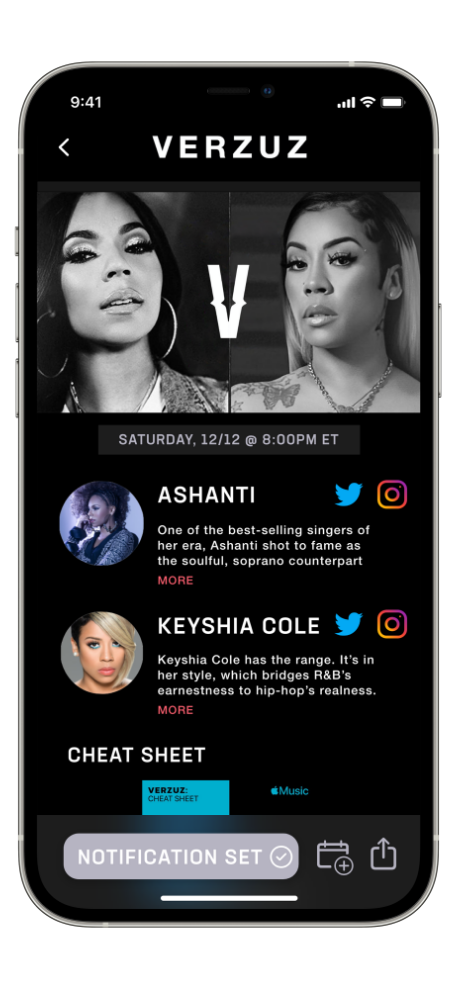 9:41
VERZUZ
V
SATURDAY, 12/12 @ 8:00PM ET
ASHANTI
One of the best-selling singers of
her era, Ashanti shot to fame as
the soulful, soprano counterpart
MORE
KEYSHIA COLE
Keyshia Cole has the range. It's in
her style, which bridges R&B's
earnestness to hip-hop's realness.
MORE
CHEAT SHEET
VERZUZ:
CHEAT SHEET
Music
NOTIFICATION SET